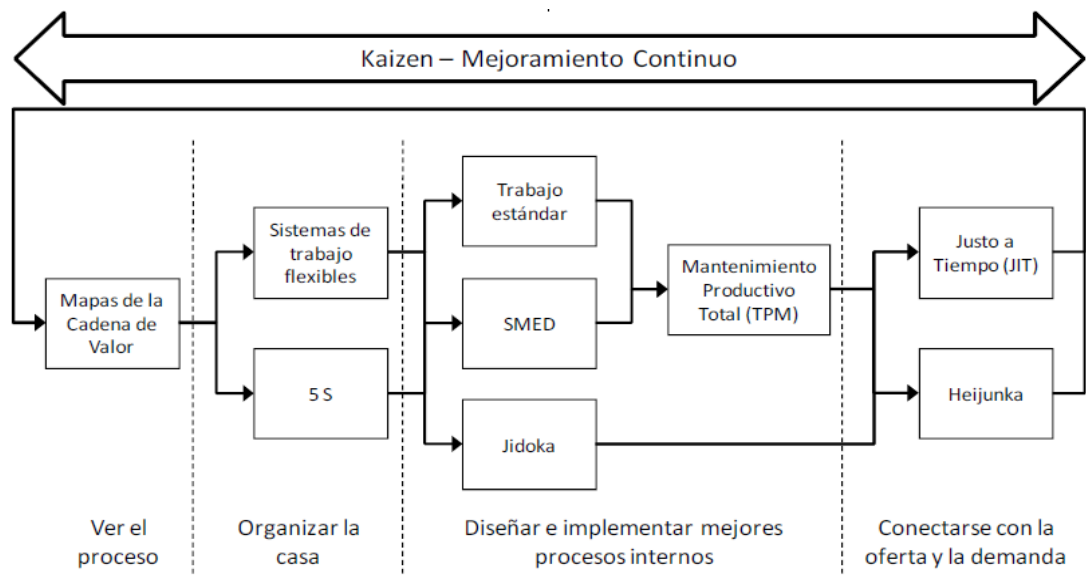 Kaizen – Mejoramiento Continuo
Mapas de la
Cadena de
Valor
Sistemas de
trabajo
flexibles
5 S
Trabajo
estándar
SMED
Jidoka
Mantenimiento
Productivo
Total (TPM)
Justo a
Tiempo (JIT)
Heijunka
Ver el
proceso
Organizar la
casa
Diseñar e implementar mejores
procesos internos
Conectarse con la
oferta y la demanda